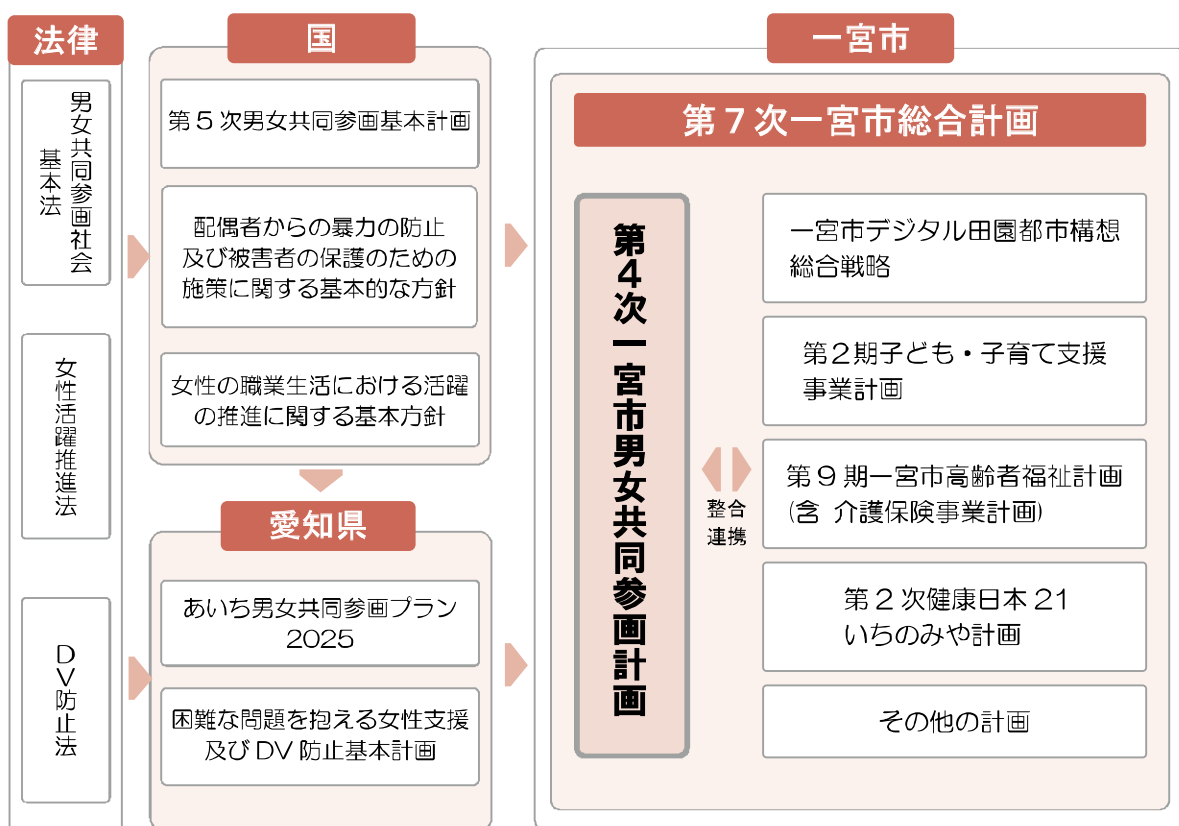 法律
男女共同参画社会
基本法
女性活躍推進法
DV防止法
国
第5次男女共同参画基本計画
配偶者からの暴力の防止
及び被害者の保護のための
施策に関する基本的な方針
女性の職業生活における活躍
の推進に関する基本方針
愛知県
あいち男女共同参画プラン
2025
困難な問題を抱える女性支援
及びDV防止基本計画
一宮市
第7次一宮市総合計画
第4次一宮市男女共同参画計画
整合
連携
一宮市デジタル田園都市構想
総合戦略
第2期子ども・子育て支援
事業計画
第9期一宮市高齢者福祉計画
(含 介護保険事業計画)
第2次健康日本21
いちのみや計画
その他の計画